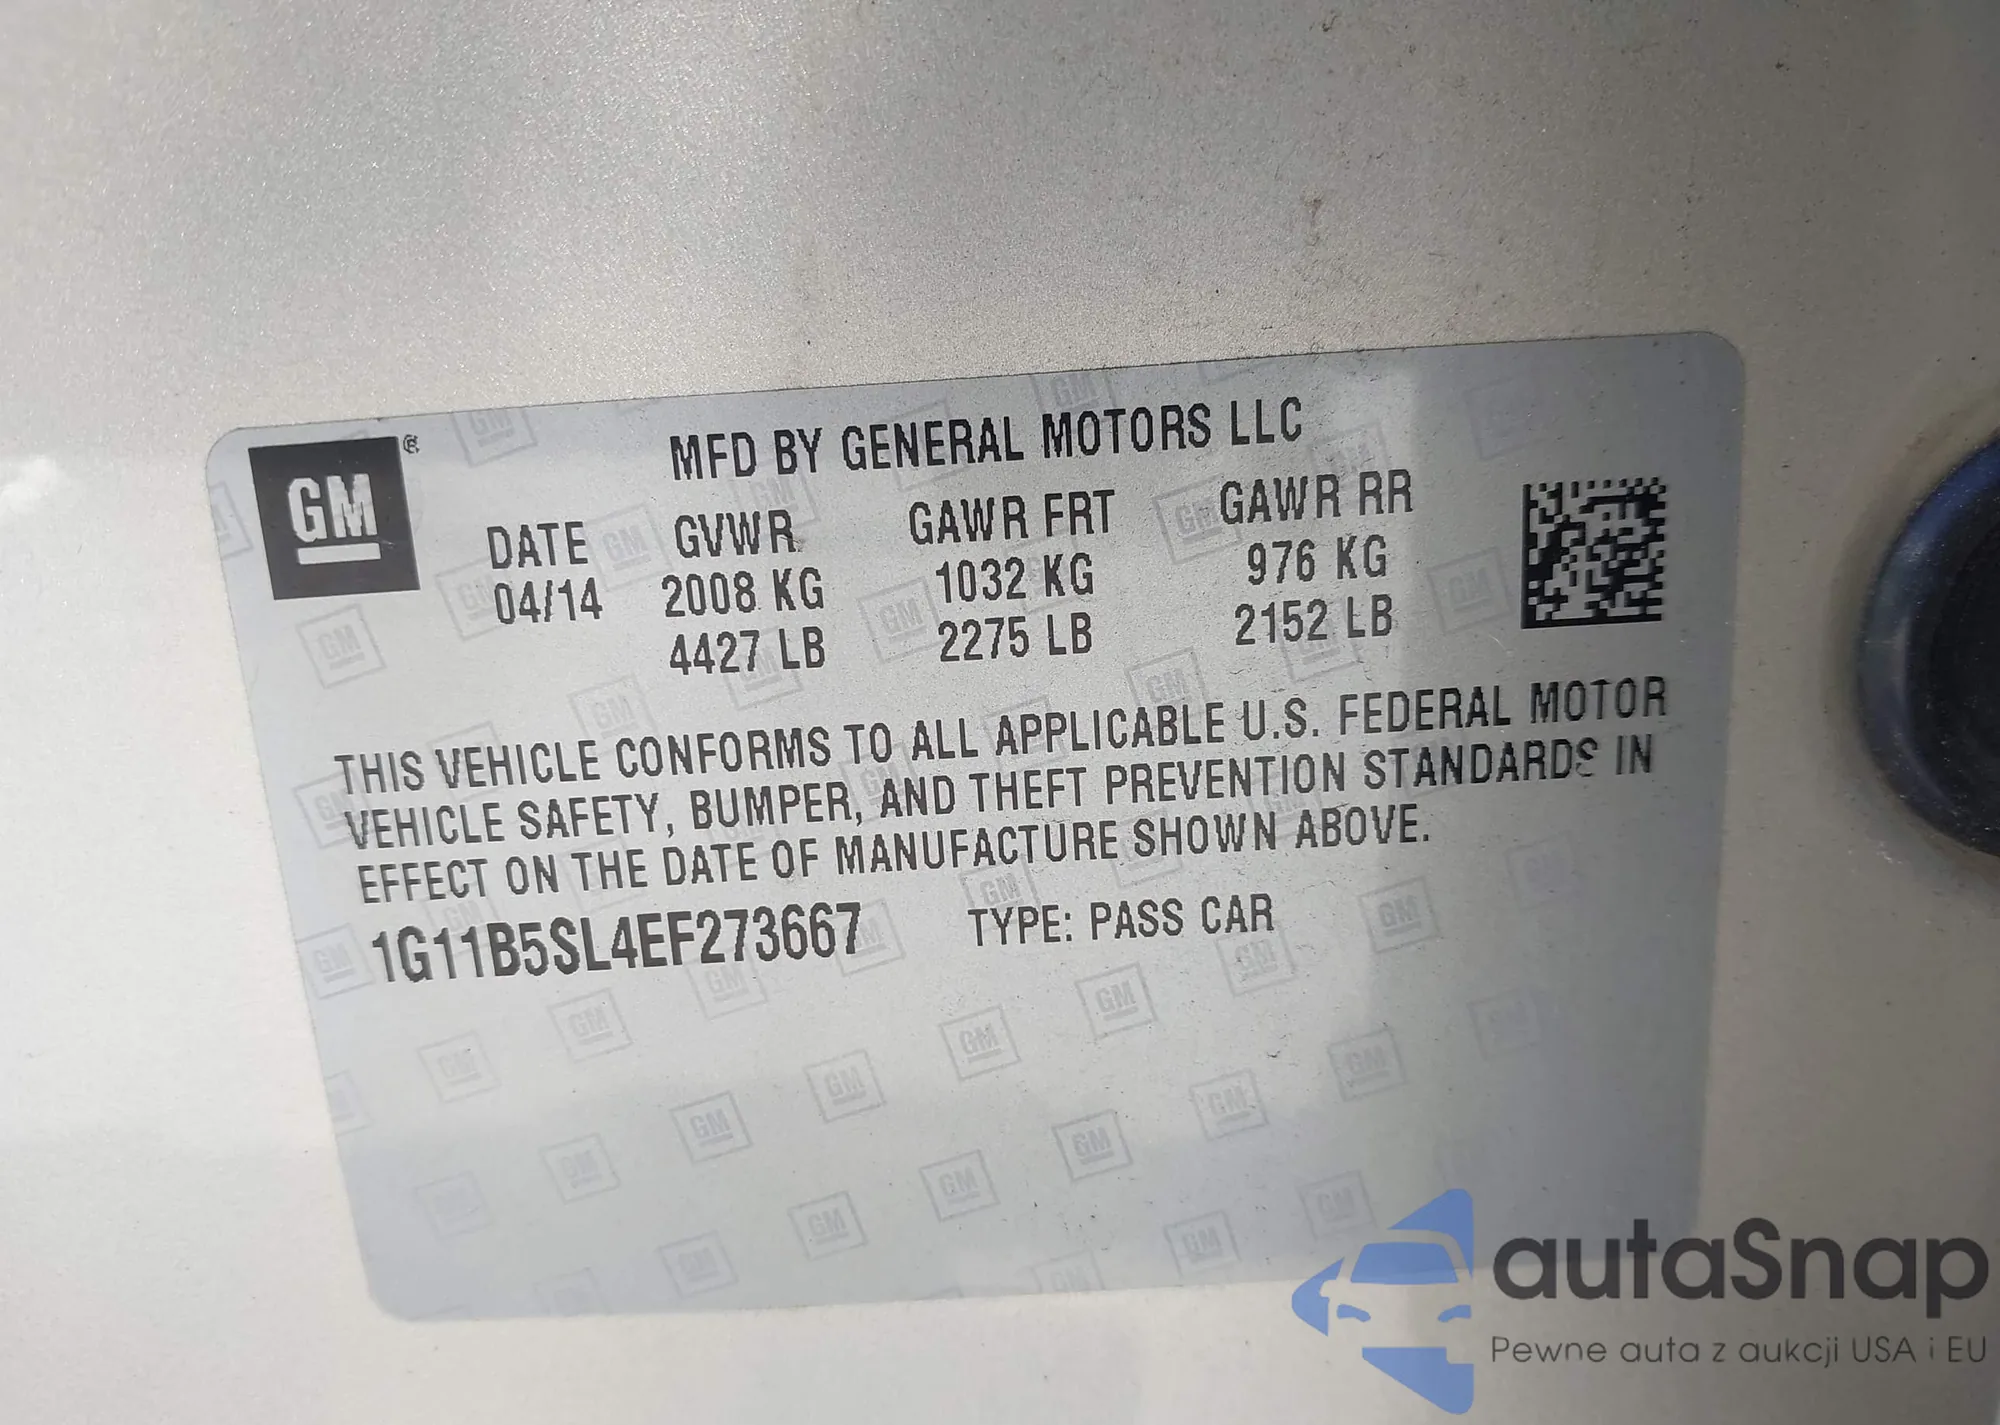 GM ®
MFD BY GENERAL MOTORS LLC
DATE GVWR GAWR FRT GAWR RR
04/14 2008 KG 1032 KG 976 KG
4427 LB 2275 LB 2152 LB
THIS VEHICLE CONFORMS TO ALL APPLICABLE U.S. FEDERAL MOTOR
VEHICLE SAFETY, BUMPER, AND THEFT PREVENTION STANDARDS IN
EFFECT ON THE DATE OF MANUFACTURE SHOWN ABOVE.
1G11B5SL4EF273667 TYPE: PASS CAR
autaSnap
Pewne auta z aukcji USA i EU